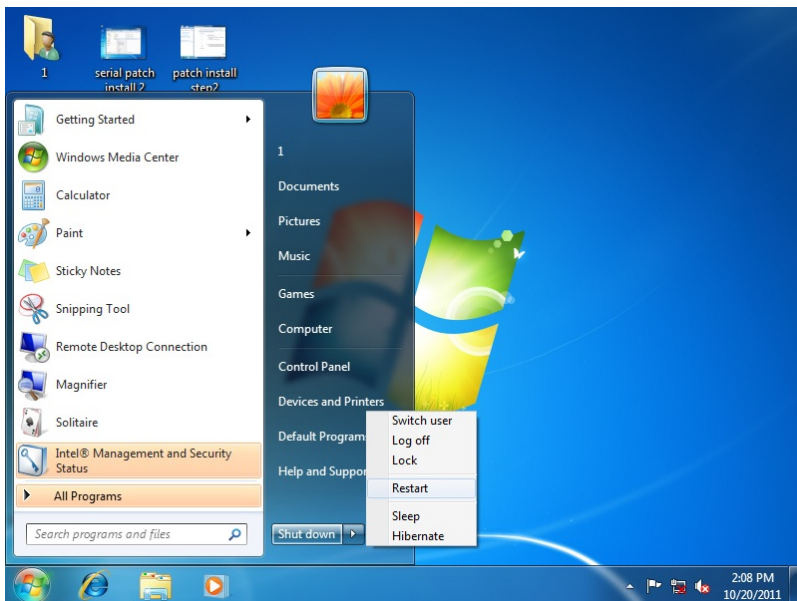 1
serial patch
install 2
patch install
step2
Getting Started
Windows Media Center
Calculator
Paint
Sticky Notes
Snipping Tool
Remote Desktop Connection
Magnifier
Solitaire
Intel® Management and Security
Status
All Programs
Search programs and files
1
Documents
Pictures
Music
Games
Computer
Control Panel
Devices and Printers
Default Program
Help and Suppor
Shut down
Switch user
Log off
Lock
Restart
Sleep
Hibernate
2:08 PM
10/20/2011